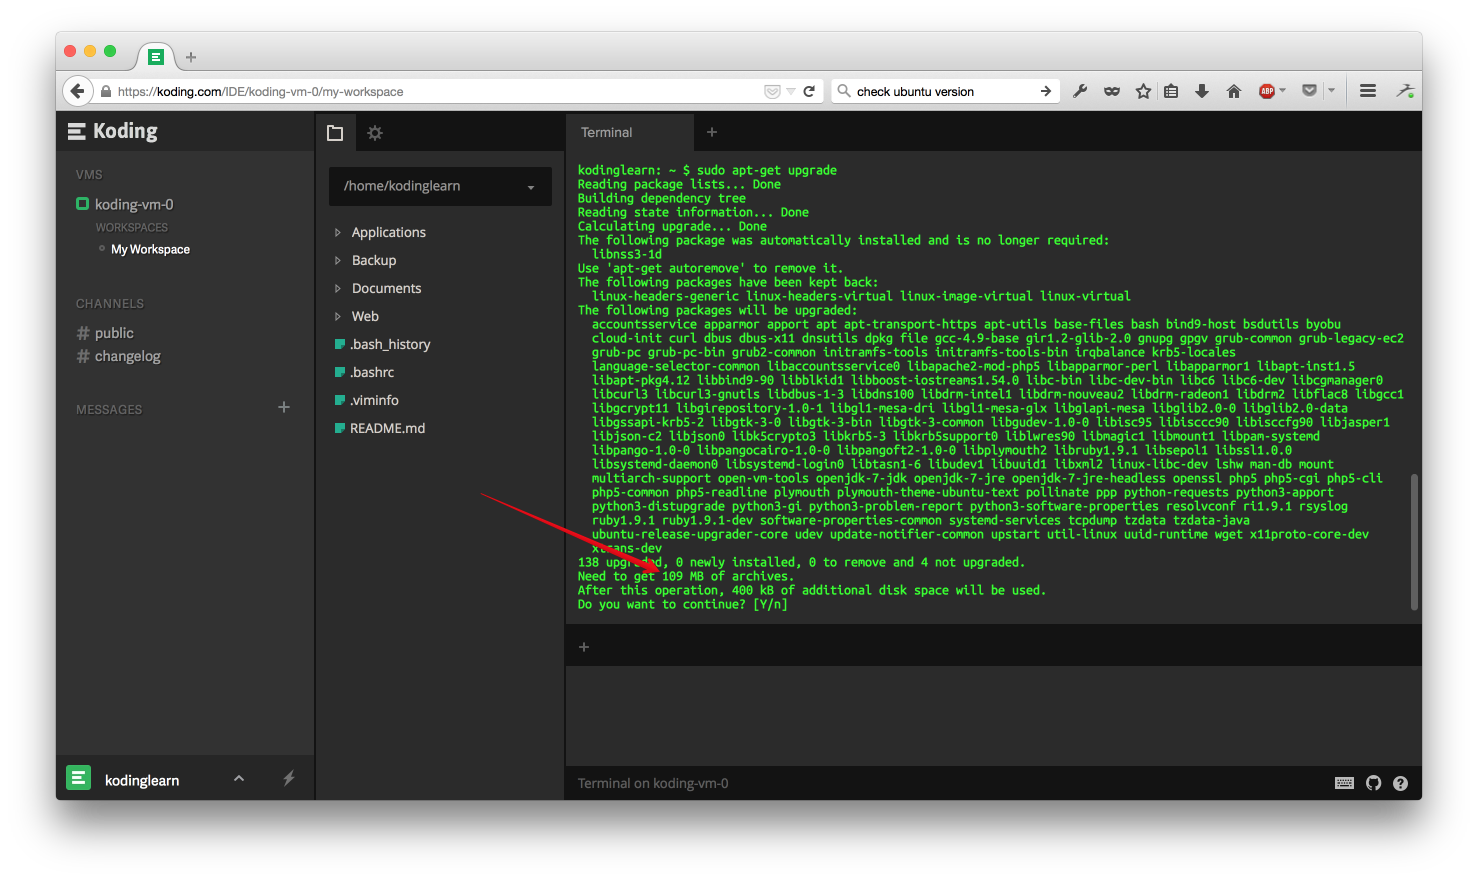 https://koding.com/IDE/koding-vm-0/my-workspace
check ubuntu version
ABP
Koding
VMS
koding-vm-0
WORKSPACES
My Workspace
CHANNELS
# public
# changelog
MESSAGES
kodinglearn
/home/kodinglearn
Applications
Backup
Documents
Web
.bash_history
.bashrc
.viminfo
README.md
Terminal
kodinglearn: ~ $ sudo apt-get upgrade
Reading package lists... Done
Building dependency tree
Reading state information... Done
Calculating upgrade... Done
The following package was automatically installed and is no longer required:
libnss3-1d
Use 'apt-get autoremove' to remove it.
The following packages have been kept back:
linux-headers-generic linux-headers-virtual linux-image-virtual linux-virtual
The following packages will be upgraded:
accountsservice apparmor apport apt apt-transport-https apt-utils base-files bash bind9-host bsdutils byobu
cloud-init curl dbus dbus-x11 dnsutils dpkg file gcc-4.9-base gir1.2-glib-2.0 gnupg gpgv grub-common grub-legacy-ec2
grub-pc grub-pc-bin grub2-common initramfs-tools initramfs-tools-bin irqbalance krb5-locales
language-selector-common libaccountsservice0 libapache2-mod-php5 libapparmor-perl libapparmor1 libapt-inst1.5
libapt-pkg4.12 libbind9-90 libblkid1 libboost-iostreams1.54.0 libc-bin libc-dev-bin libc6 libc6-dev libcgmanager0
libcurl3 libcurl3-gnutls libdbus-1-3 libdns100 libdrm-intel1 libdrm-nouveau2 libdrm-radeon1 libdrm2 libflac8 libgcc1
libgcrypt11 libgirepository-1.0-1 libgl1-mesa-dri libgl1-mesa-glx libglapi-mesa libglib2.0-0 libglib2.0-data
libgssapi-krb5-2 libgtk-3-0 libgtk-3-bin libgtk-3-common libgudev-1.0-0 libisc95 libisccc90 libisccfg90 libjasper1
libjson-c2 libjson0 libk5crypto3 libkrb5-3 libkrb5support0 liblwres90 libmagic1 libmount1 libpam-systemd
libpango-1.0-0 libpangocairo-1.0-0 libpangoft2-1.0-0 libplymouth2 libruby1.9.1 libsepol1 libssl1.0.0
libsystemd-daemon0 libsystemd-login0 libtasn1-6 libudev1 libuuid1 libxml2 linux-libc-dev lshw man-db mount
multiarch-support open-vm-tools openjdk-7-jdk openjdk-7-jre openjdk-7-jre-headless openssl php5 php5-cgi php5-cli
php5-common php5-readline plymouth plymouth-theme-ubuntu-text pollinate ppp python-requests python3-apport
python3-distupgrade python3-gi python3-problem-report python3-software-properties resolvconf ri1.9.1 rsyslog
ruby1.9.1 ruby1.9.1-dev software-properties-common systemd-services tcpdump tzdata tzdata-java
ubuntu-release-upgrader-core udev update-notifier-common upstart util-linux uuid-runtime wget x11proto-core-dev
xtrans-dev
138 upgraded, 0 newly installed, 0 to remove and 4 not upgraded.
Need to get 109 MB of archives.
After this operation, 400 kB of additional disk space will be used.
Do you want to continue? [Y/n]
Terminal on koding-vm-0